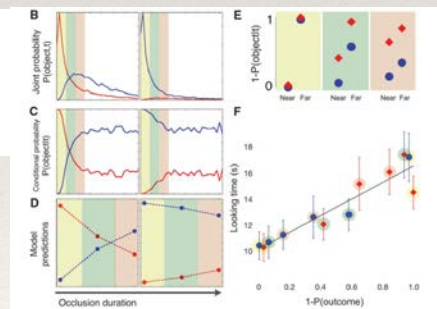 B
Joint probability
P(object,t)
C
Conditional probability
P(object|t)
D
Model
predictions
Occlusion duration
E
1-P(object|t)
1
0
Near Far
Near Far
Near Far
F
Looking time (s)
18
16
14
12
10
0
0.2
0.4
0.6
0.8
1.0
1-P(outcome)